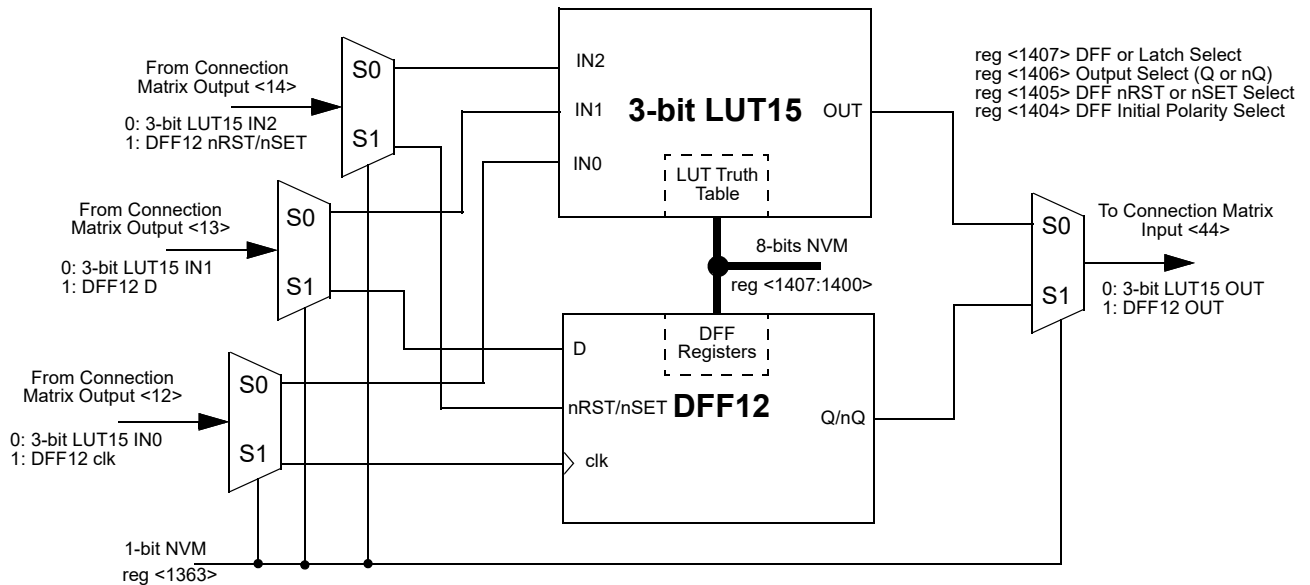 From Connection
Matrix Output <14>
0: 3-bit LUT15 IN2
1: DFF12 nRST/nSET
S0
S1
From Connection
Matrix Output <13>
0: 3-bit LUT15 IN1
1: DFF12 D
S0
S1
From Connection
Matrix Output <12>
0: 3-bit LUT15 IN0
1: DFF12 clk
S0
S1
1-bit NVM
reg <1363>
IN2
IN1
IN0
3-bit LUT15
OUT
LUT Truth
Table
8-bits NVM
reg <1407:1400>
DFF
Registers
D
nRST/nSET
clk
DFF12
Q/nQ
reg <1407> DFF or Latch Select
reg <1406> Output Select (Q or nQ)
reg <1405> DFF nRST or nSET Select
reg <1404> DFF Initial Polarity Select
S0
S1
To Connection Matrix
Input <44>
0: 3-bit LUT15 OUT
1: DFF12 OUT